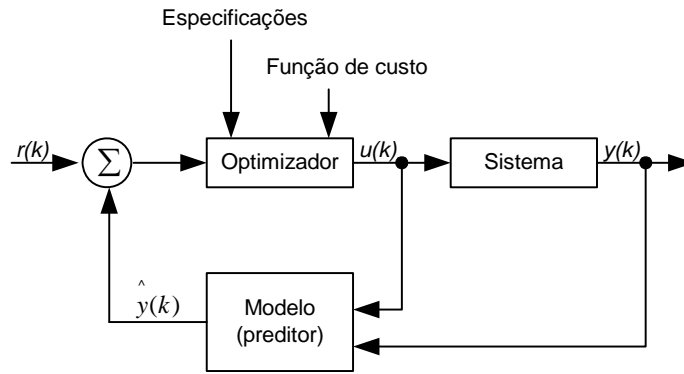 Especificações
Função de custo
r(k)
∑
Optimizador
u(k)
Sistema
y(k)
ŷ(k)
Modelo
(preditor)